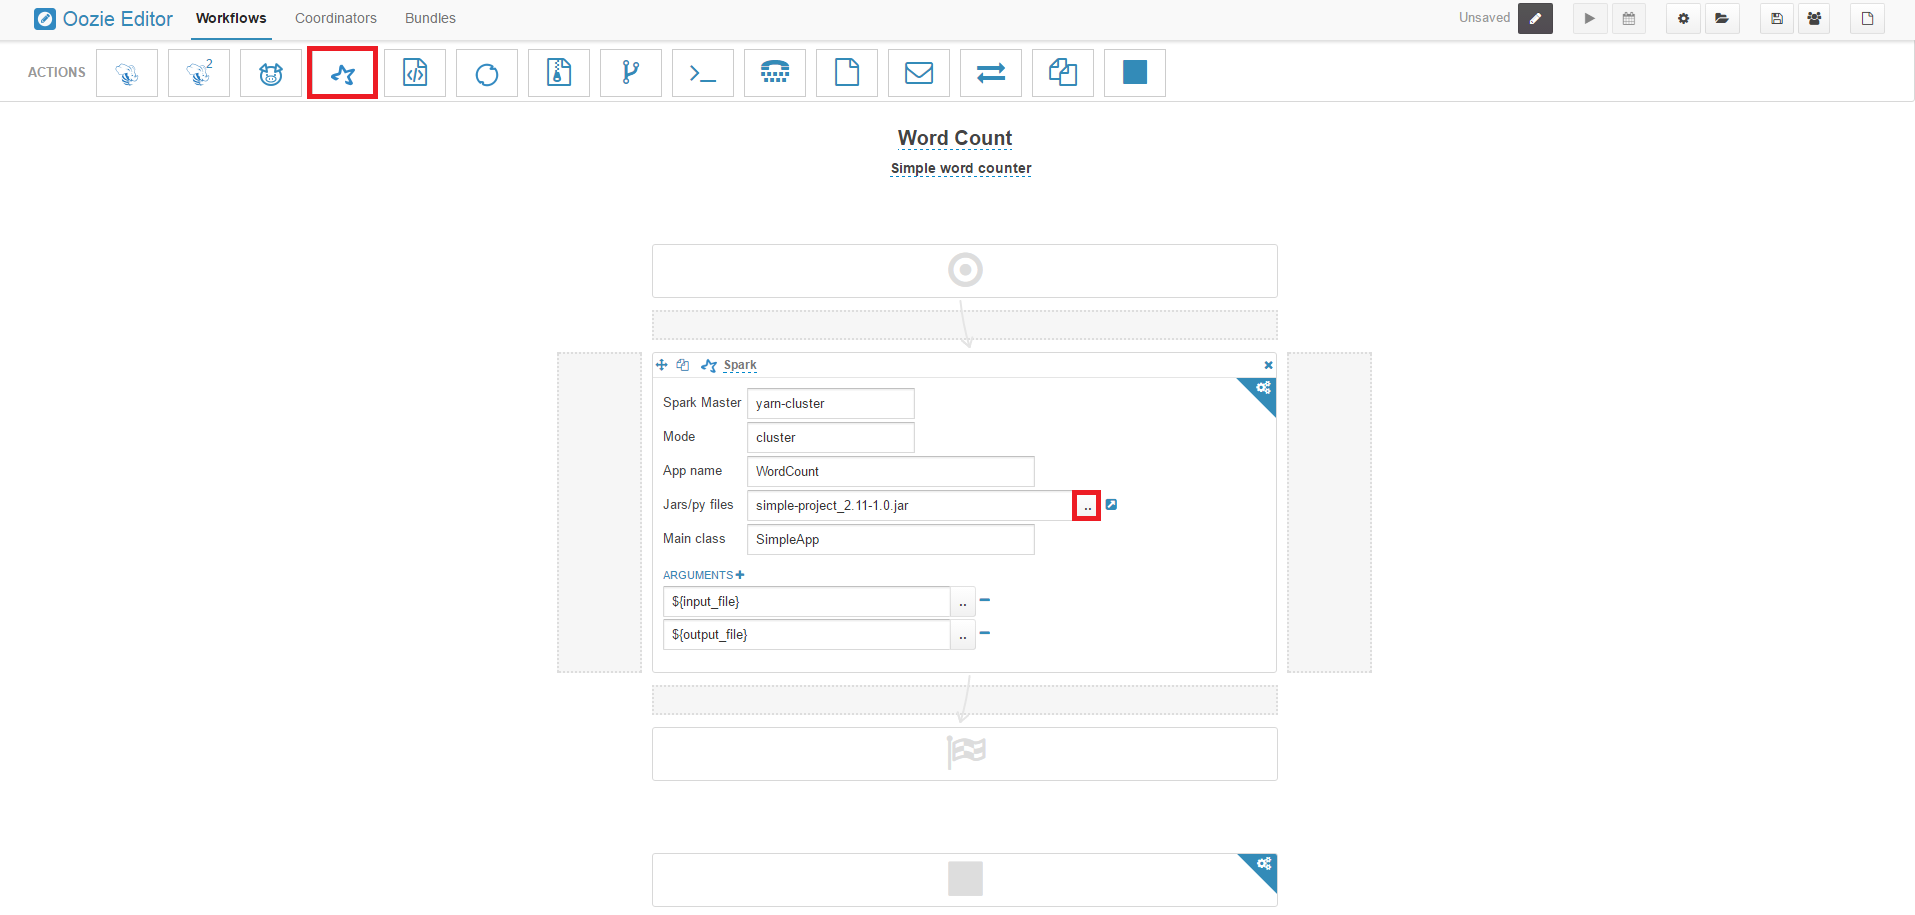 Oozie Editor Workflows Coordinators Bundles Unsaved
ACTIONS 2
Word Count
Simple word counter
Spark
Spark Master yarn-cluster
Mode cluster
App name WordCount
Jars/py files simple-project_2.11-1.0.jar ..
Main class SimpleApp
ARGUMENTS
${input_file} ..
${output_file} ..